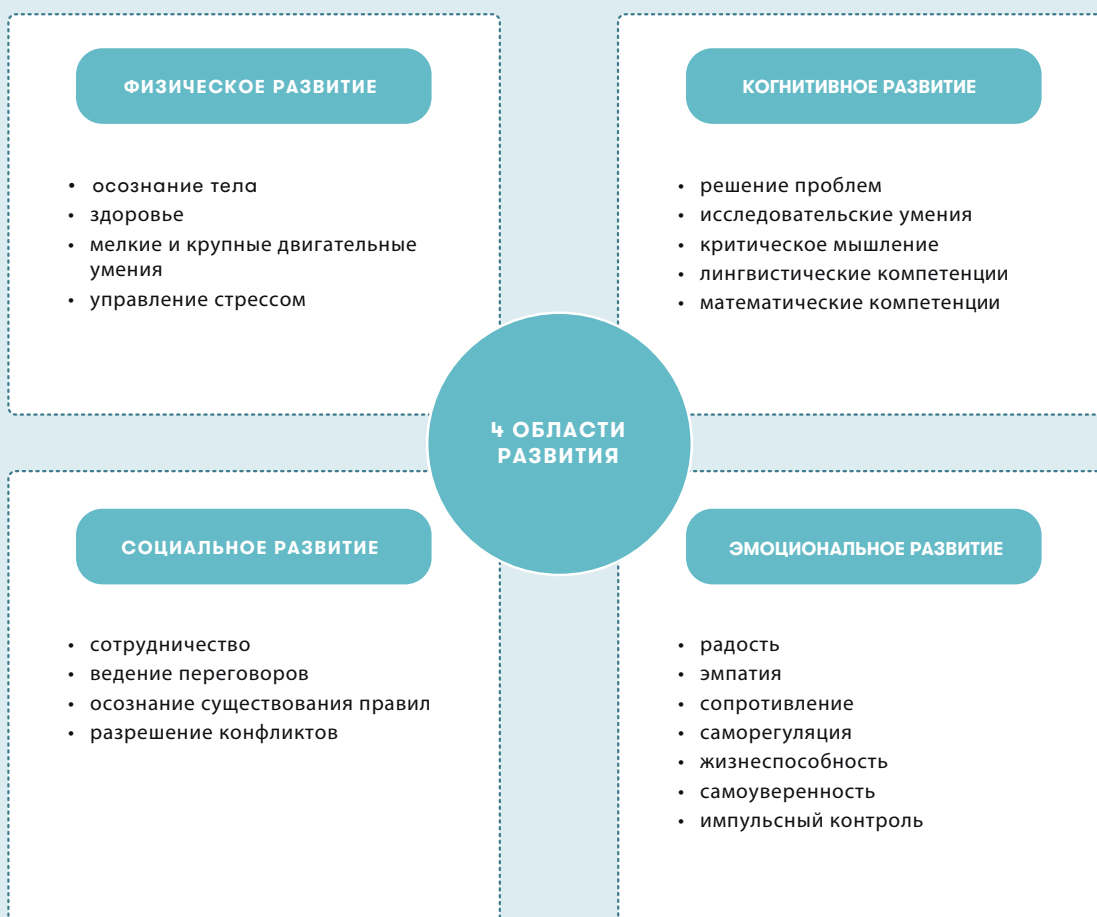 ФИЗИЧЕСКОЕ РАЗВИТИЕ
• осознание тела
• здоровье
• мелкие и крупные двигательные
умения
• управление стрессом
КОГНИТИВНОЕ РАЗВИТИЕ
• решение проблем
• исследовательские умения
• критическое мышление
• лингвистические компетенции
• математические компетенции
4 ОБЛАСТИ
РАЗВИТИЯ
СОЦИАЛЬНОЕ РАЗВИТИЕ
• сотрудничество
• ведение переговоров
• осознание существования правил
• разрешение конфликтов
ЭМОЦИОНАЛЬНОЕ РАЗВИТИЕ
• радость
• эмпатия
• сопротивление
• саморегуляция
• жизнеспособность
• самоуверенность
• импульсный контроль